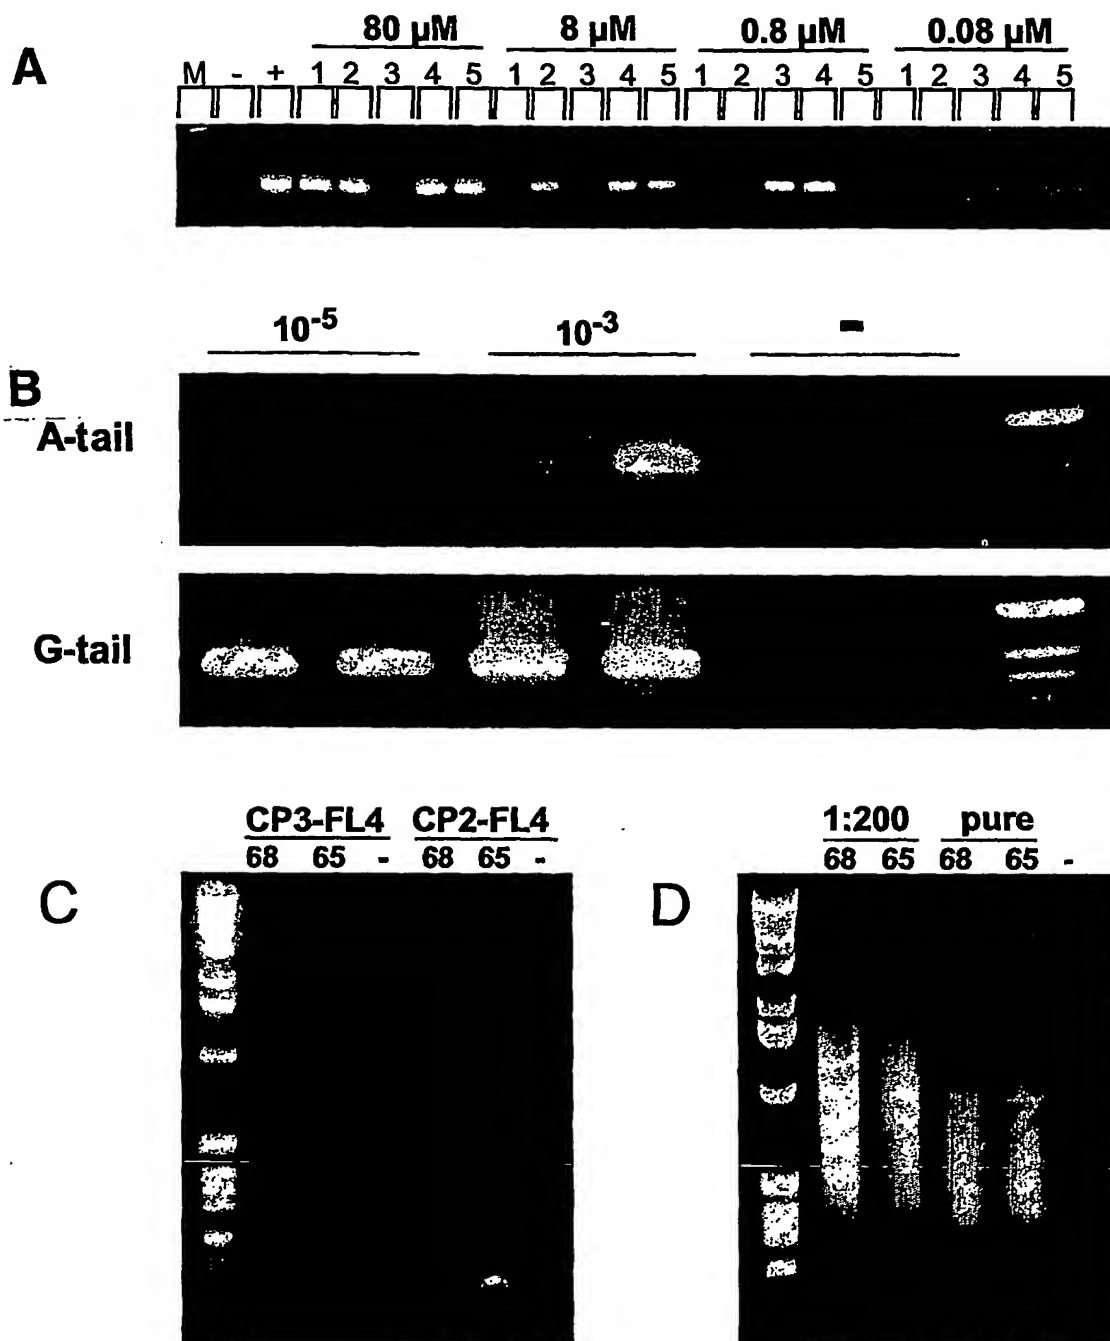 A
80 µM 8 µM 0.8 µM 0.08 µM
M - + 1 2 3 4 5 1 2 3 4 5 1 2 3 4 5 1 2 3 4 5
10-5 10-3 -
B
A-tail
G-tail
CP3-FL4 CP2-FL4
68 65 - 68 65 -
C
1:200 pure
68 65 68 65 -
D